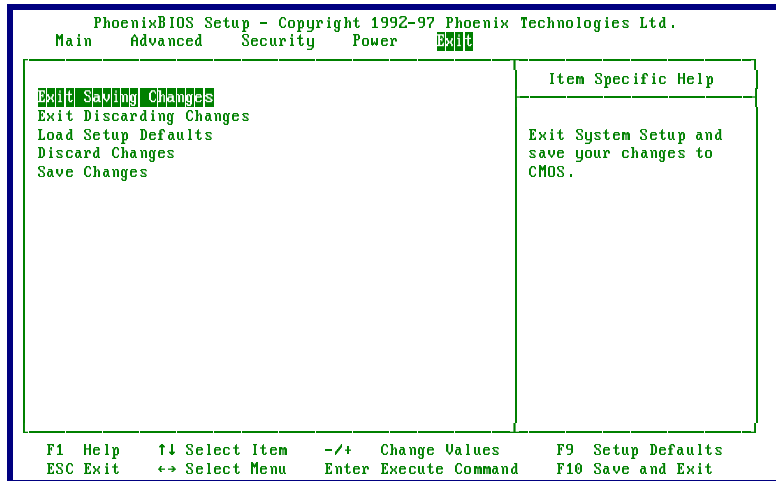 PhoenixBIOS Setup - Copyright 1992-97 Phoenix Technologies Ltd.
Main Advanced Security Power Exit
Exit Saving Changes
Exit Discarding Changes
Load Setup Defaults
Discard Changes
Save Changes
Item Specific Help
Exit System Setup and
save your changes to
CMOS.
F1 Help ↑↓ Select Item -/+ Change Values F9 Setup Defaults
ESC Exit ←→ Select Menu Enter Execute Command F10 Save and Exit